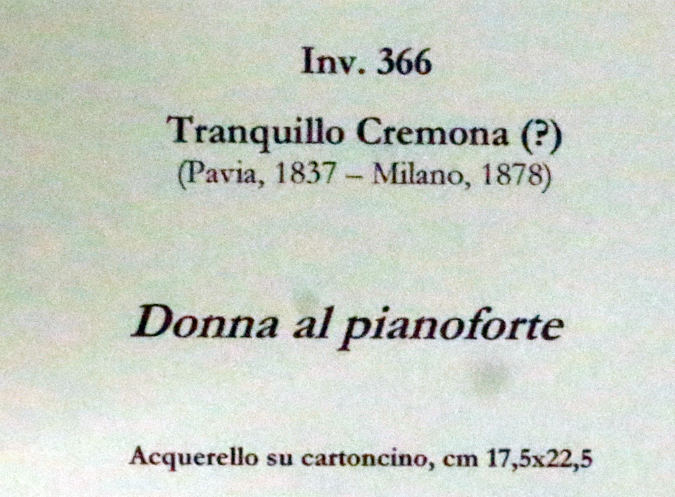 Inv. 366
Tranquillo Cremona (?)
(Pavia, 1837 – Milano, 1878)
Donna al pianoforte
Acquerello su cartoncino, cm 17,5x22,5